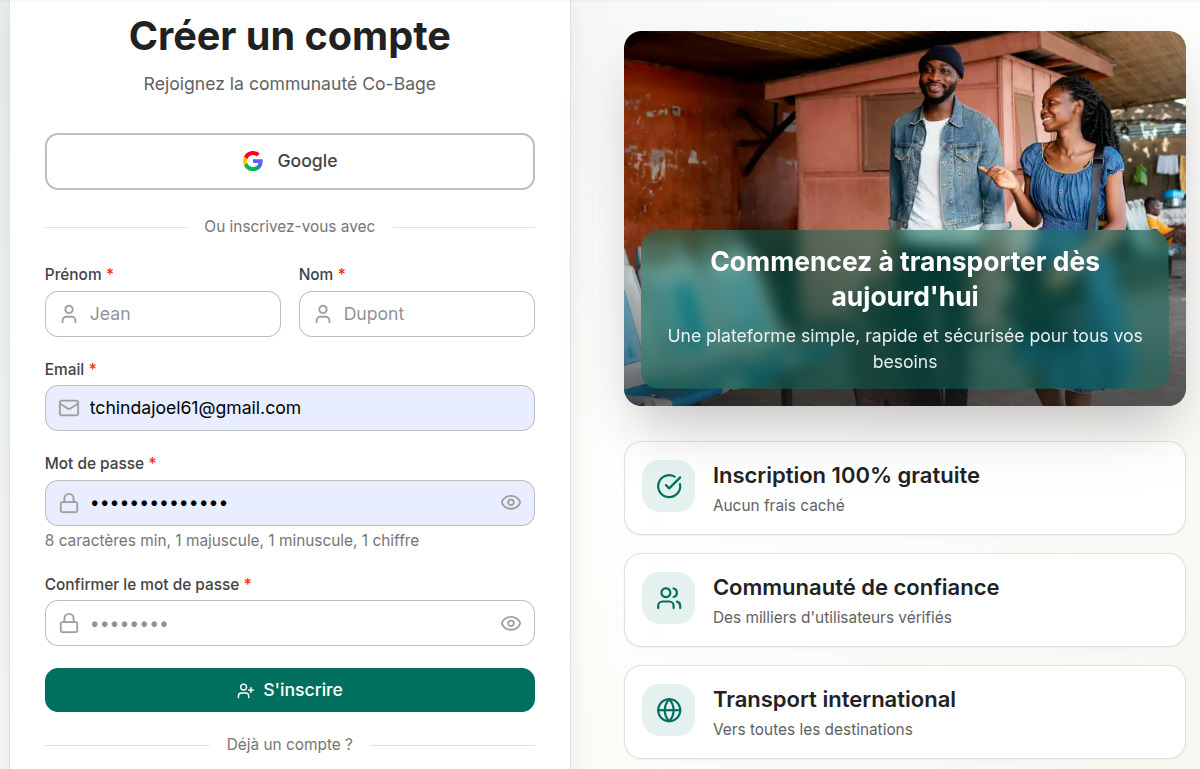 Créer un compte
Rejoignez la communauté Co-Bage
Google
Ou inscrivez-vous avec
Prénom *
Nom *
Jean
Dupont
Email *
tchindajoel61@gmail.com
Mot de passe *
••••••••••••••
8 caractères min, 1 majuscule, 1 minuscule, 1 chiffre
Confirmer le mot de passe *
••••••••
S'inscrire
Déjà un compte ?
Commencez à transporter dès
aujourd'hui
Une plateforme simple, rapide et sécurisée pour tous vos
besoins
Inscription 100% gratuite
Aucun frais caché
Communauté de confiance
Des milliers d'utilisateurs vérifiés
Transport international
Vers toutes les destinations